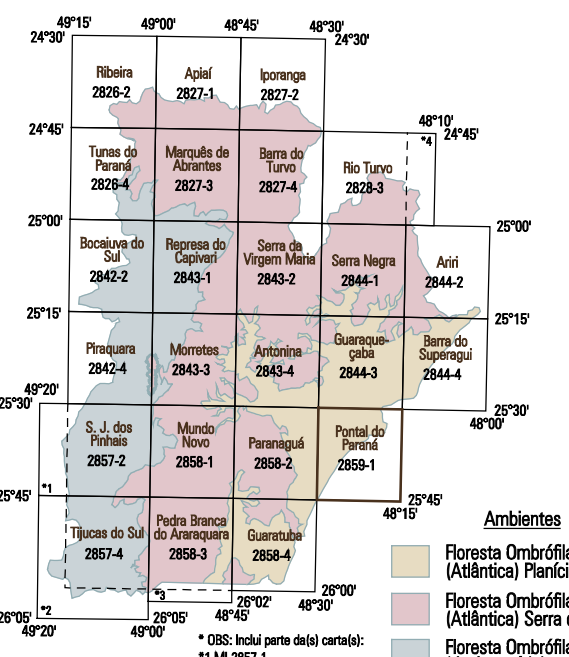 49°15' 49°00' 48°45' 48°30'
24°30' 24°30'
Ribeira
2826-2
Apiaí
2827-1
Iporanga
2827-2
48°10'
24°45' 24°45'
*4
Tunas do
Paraná
2826-4
Marquês de
Abrantes
2827-3
Barra do
Turvo
2827-4
Rio Turvo
2828-3
25°00' 25°00'
Bocaiuva do
Sul
2842-2
Represa do
Capivari
2843-1
Serra da
Virgem Maria
2843-2
Serra Negra
2844-1
Ariri
2844-2
25°15' 25°15'
Piraquara
2842-4
Morretes
2843-3
Antonina
2843-4
Guaraque-
çaba
2844-3
Barra do
Superagui
2844-4
49°20'
25°30' 25°30'
48°00'
S. J. dos
Pinhais
2857-2
Mundo
Novo
2858-1
Paranaguá
2858-2
Pontal do
Paraná
2859-1
*1
25°45' 25°45'
48°15'
Tijucas do Sul
2857-4
Pedra Branca
do Araraquara
2858-3
Guaratuba
2858-4
26°00'
*3
48°30'
26°02'
48°45'
*2
26°05' 26°05'
49°20' 49°00'
* OBS: Inclui parte da(s) carta(s):
*1 MI 2857-1
Ambientes
Floresta Ombrófila
(Atlântica) Planíci
Floresta Ombrófila
(Atlântica) Serra
Floresta Ombrófila